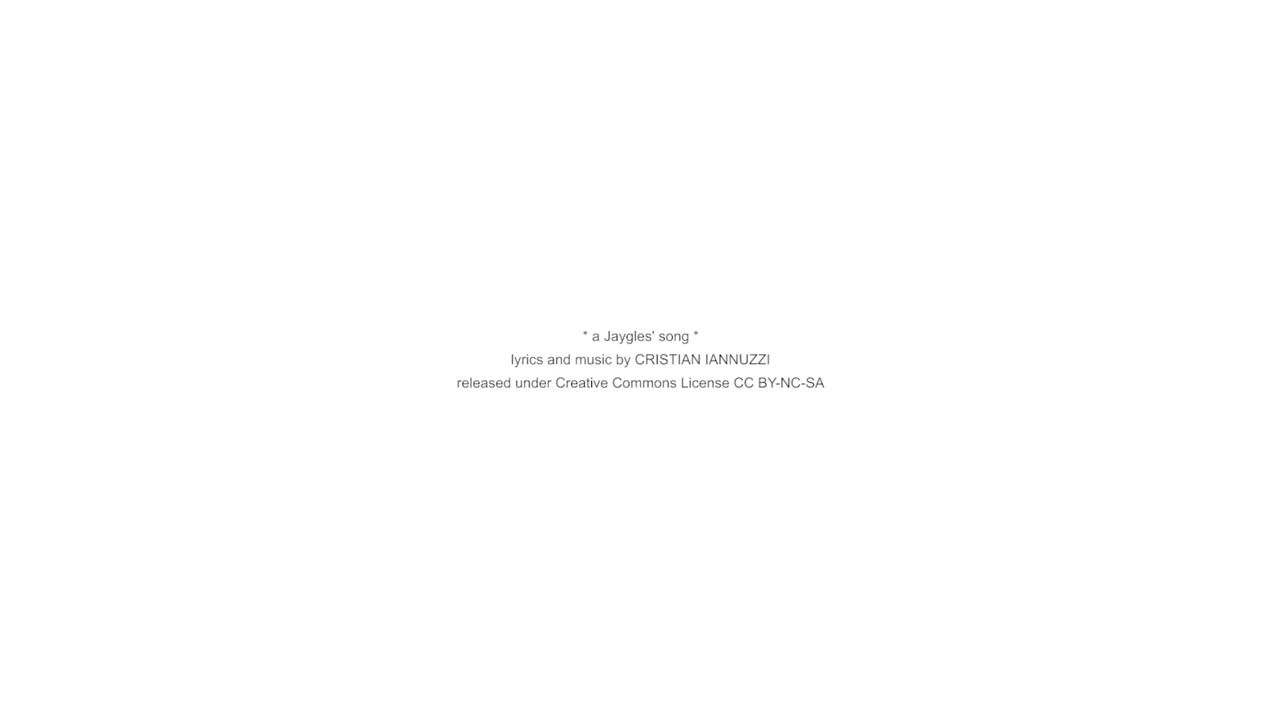 * a Jaygles' song *
lyrics and music by CRISTIAN IANNUZZI
released under Creative Commons License CC BY-NC-SA